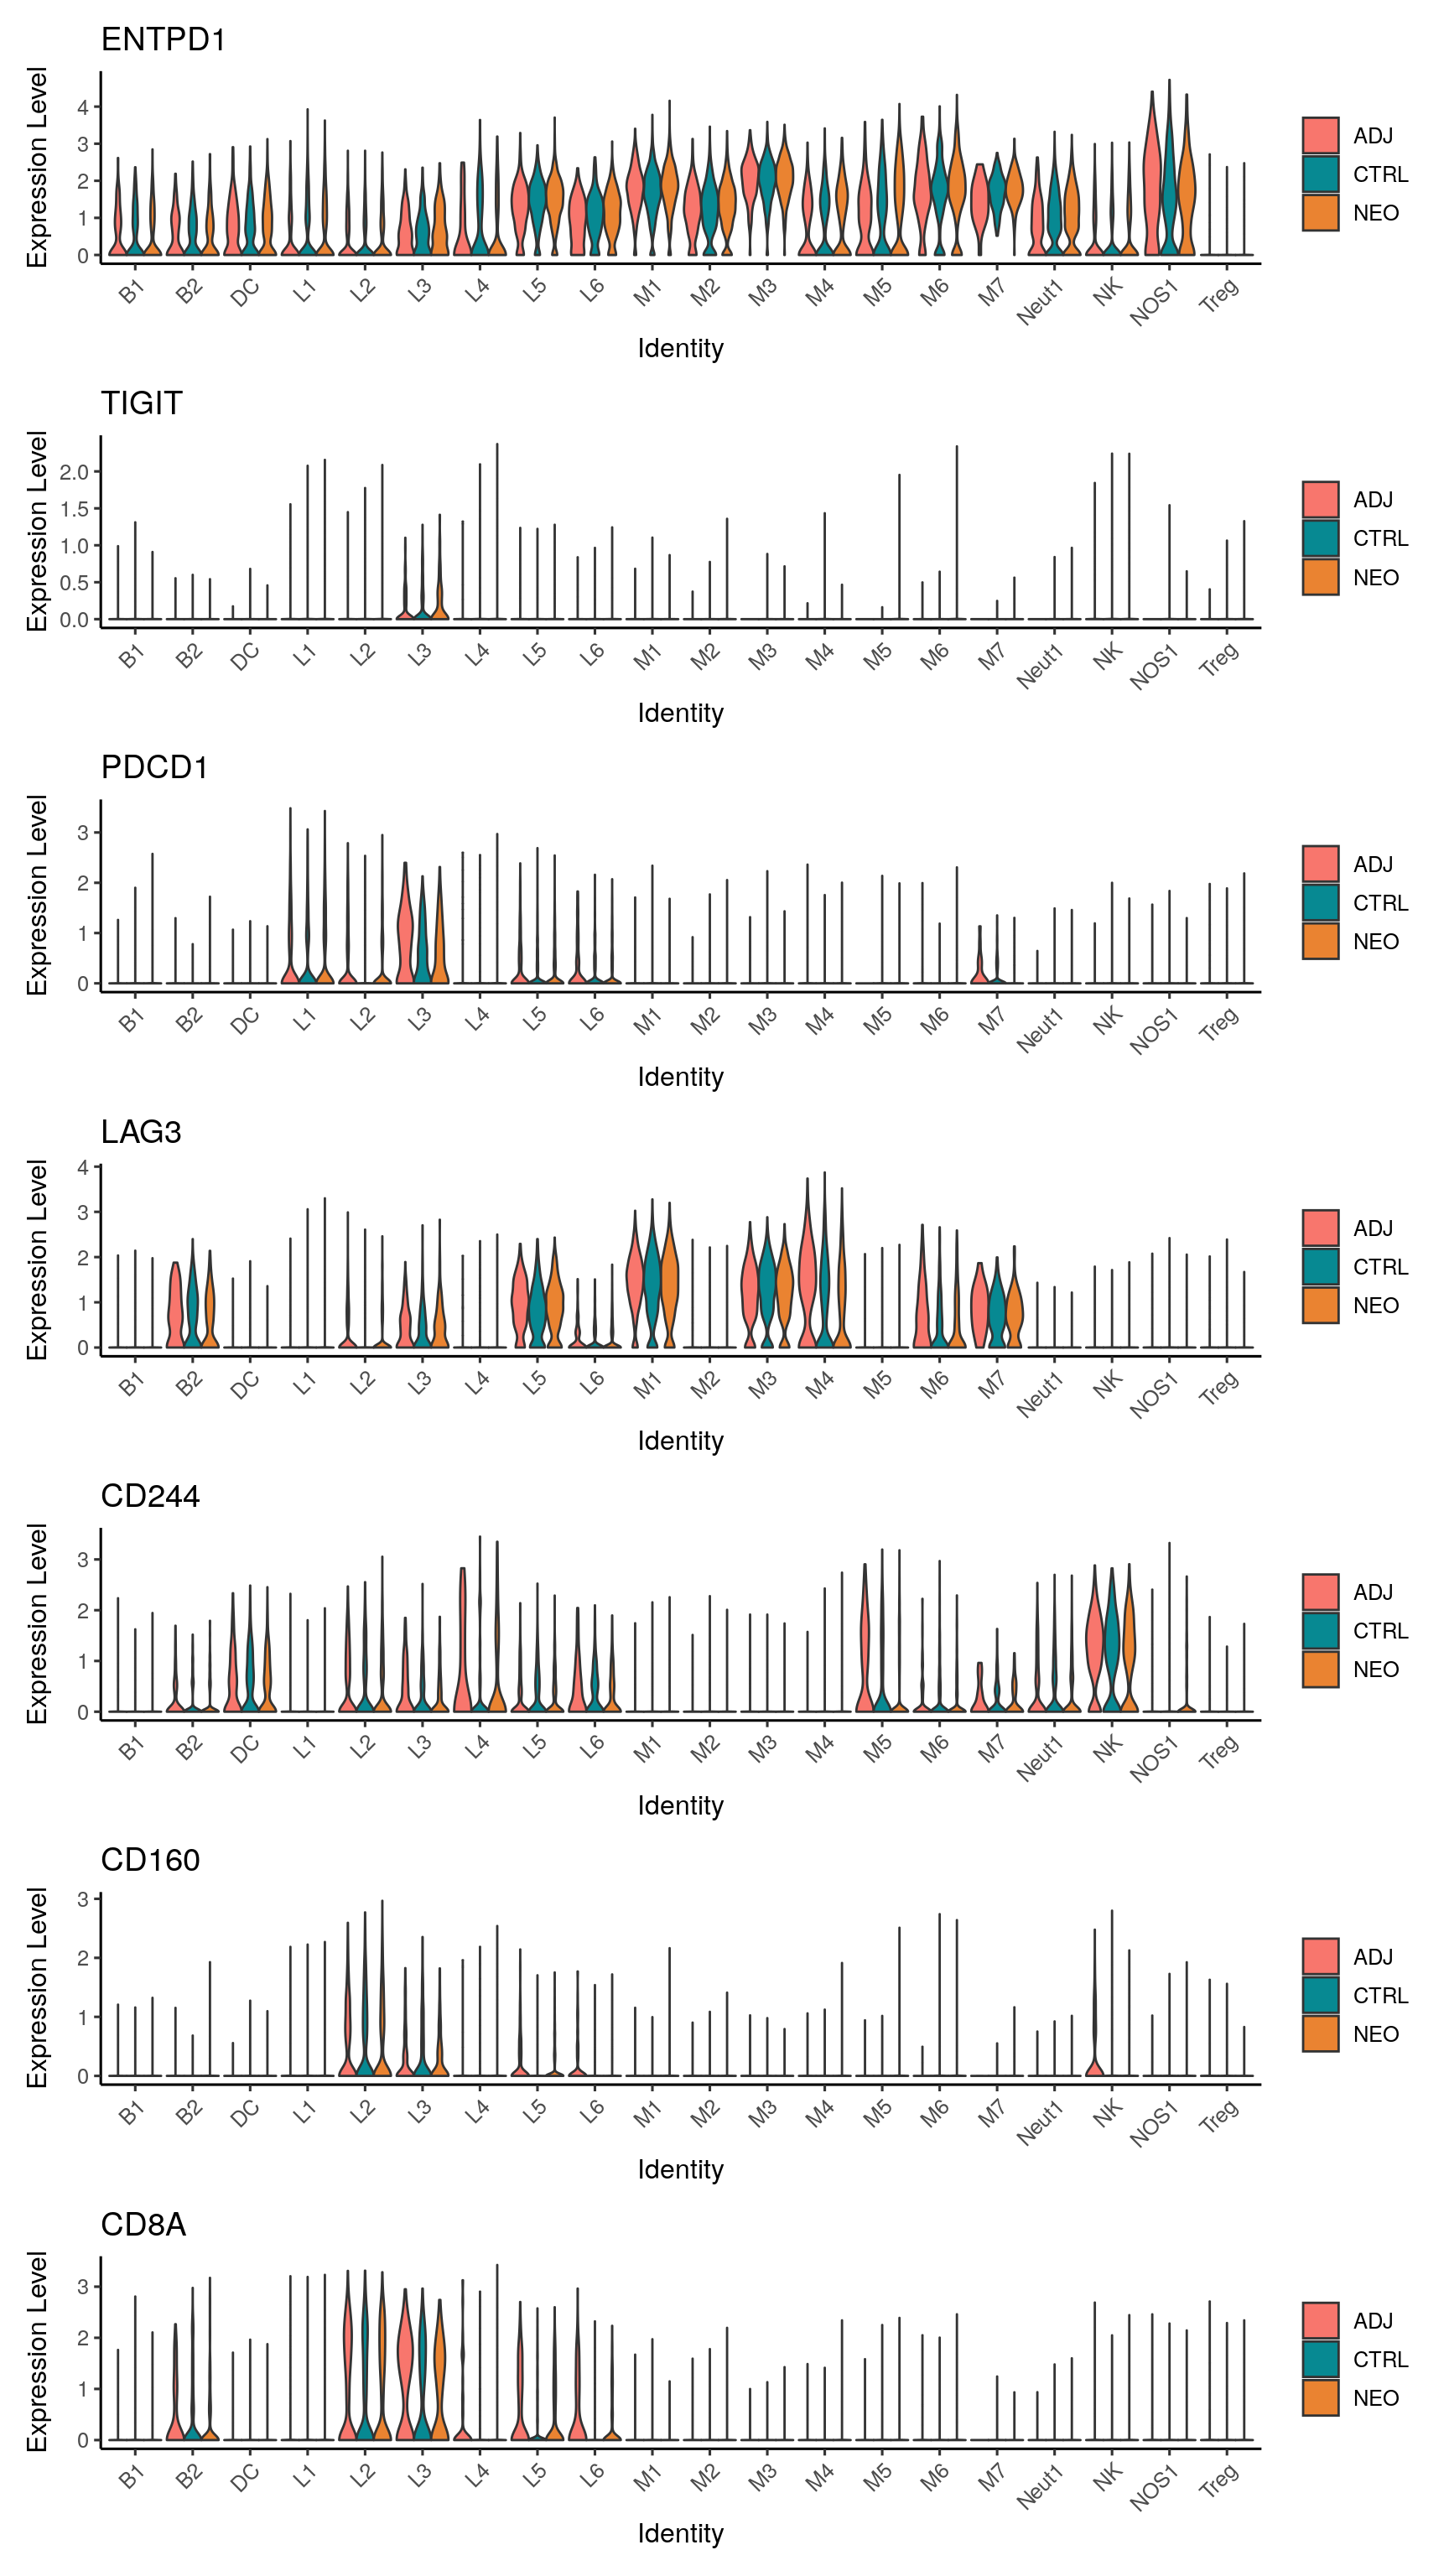 ENTPD1
Expression Level
4
3
2
1
0
B1 B2 DC L1 L2 L3 L4 L5 L6 M1 M2 M3 M4 M5 M6 M7 Neut1 NK NOS1 Treg
Identity
ADJ
CTRL
NEO
TIGIT
Expression Level
2.0
1.5
1.0
0.5
0.0
B1 B2 DC L1 L2 L3 L4 L5 L6 M1 M2 M3 M4 M5 M6 M7 Neut1 NK NOS1 Treg
Identity
ADJ
CTRL
NEO
PDCD1
Expression Level
3
2
1
0
B1 B2 DC L1 L2 L3 L4 L5 L6 M1 M2 M3 M4 M5 M6 M7 Neut1 NK NOS1 Treg
Identity
ADJ
CTRL
NEO
LAG3
Expression Level
4
3
2
1
0
B1 B2 DC L1 L2 L3 L4 L5 L6 M1 M2 M3 M4 M5 M6 M7 Neut1 NK NOS1 Treg
Identity
ADJ
CTRL
NEO
CD244
Expression Level
3
2
1
0
B1 B2 DC L1 L2 L3 L4 L5 L6 M1 M2 M3 M4 M5 M6 M7 Neut1 NK NOS1 Treg
Identity
ADJ
CTRL
NEO
CD160
Expression Level
3
2
1
0
B1 B2 DC L1 L2 L3 L4 L5 L6 M1 M2 M3 M4 M5 M6 M7 Neut1 NK NOS1 Treg
Identity
ADJ
CTRL
NEO
CD8A
Expression Level
3
2
1
0
B1 B2 DC L1 L2 L3 L4 L5 L6 M1 M2 M3 M4 M5 M6 M7 Neut1 NK NOS1 Treg
Identity
ADJ
CTRL
NEO